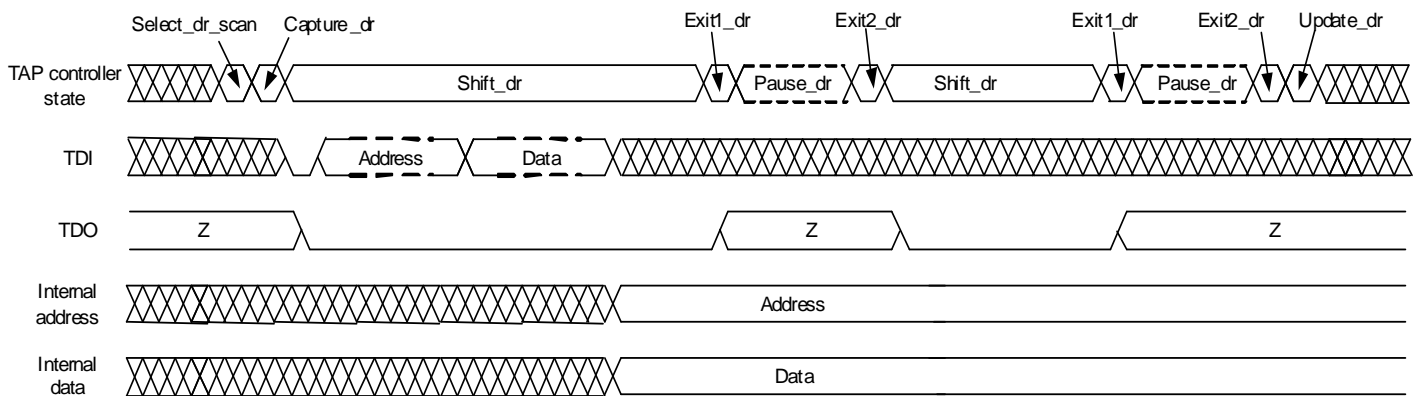 Select_dr_scan Capture_dr Exit1_dr Exit2_dr Exit1_dr Exit2_dr Update_dr
TAP controller
state
Shift_dr Pause_dr Shift_dr Pause_dr
TDI Address Data
TDO Z Z Z
Internal
address
Address
Internal
data
Data